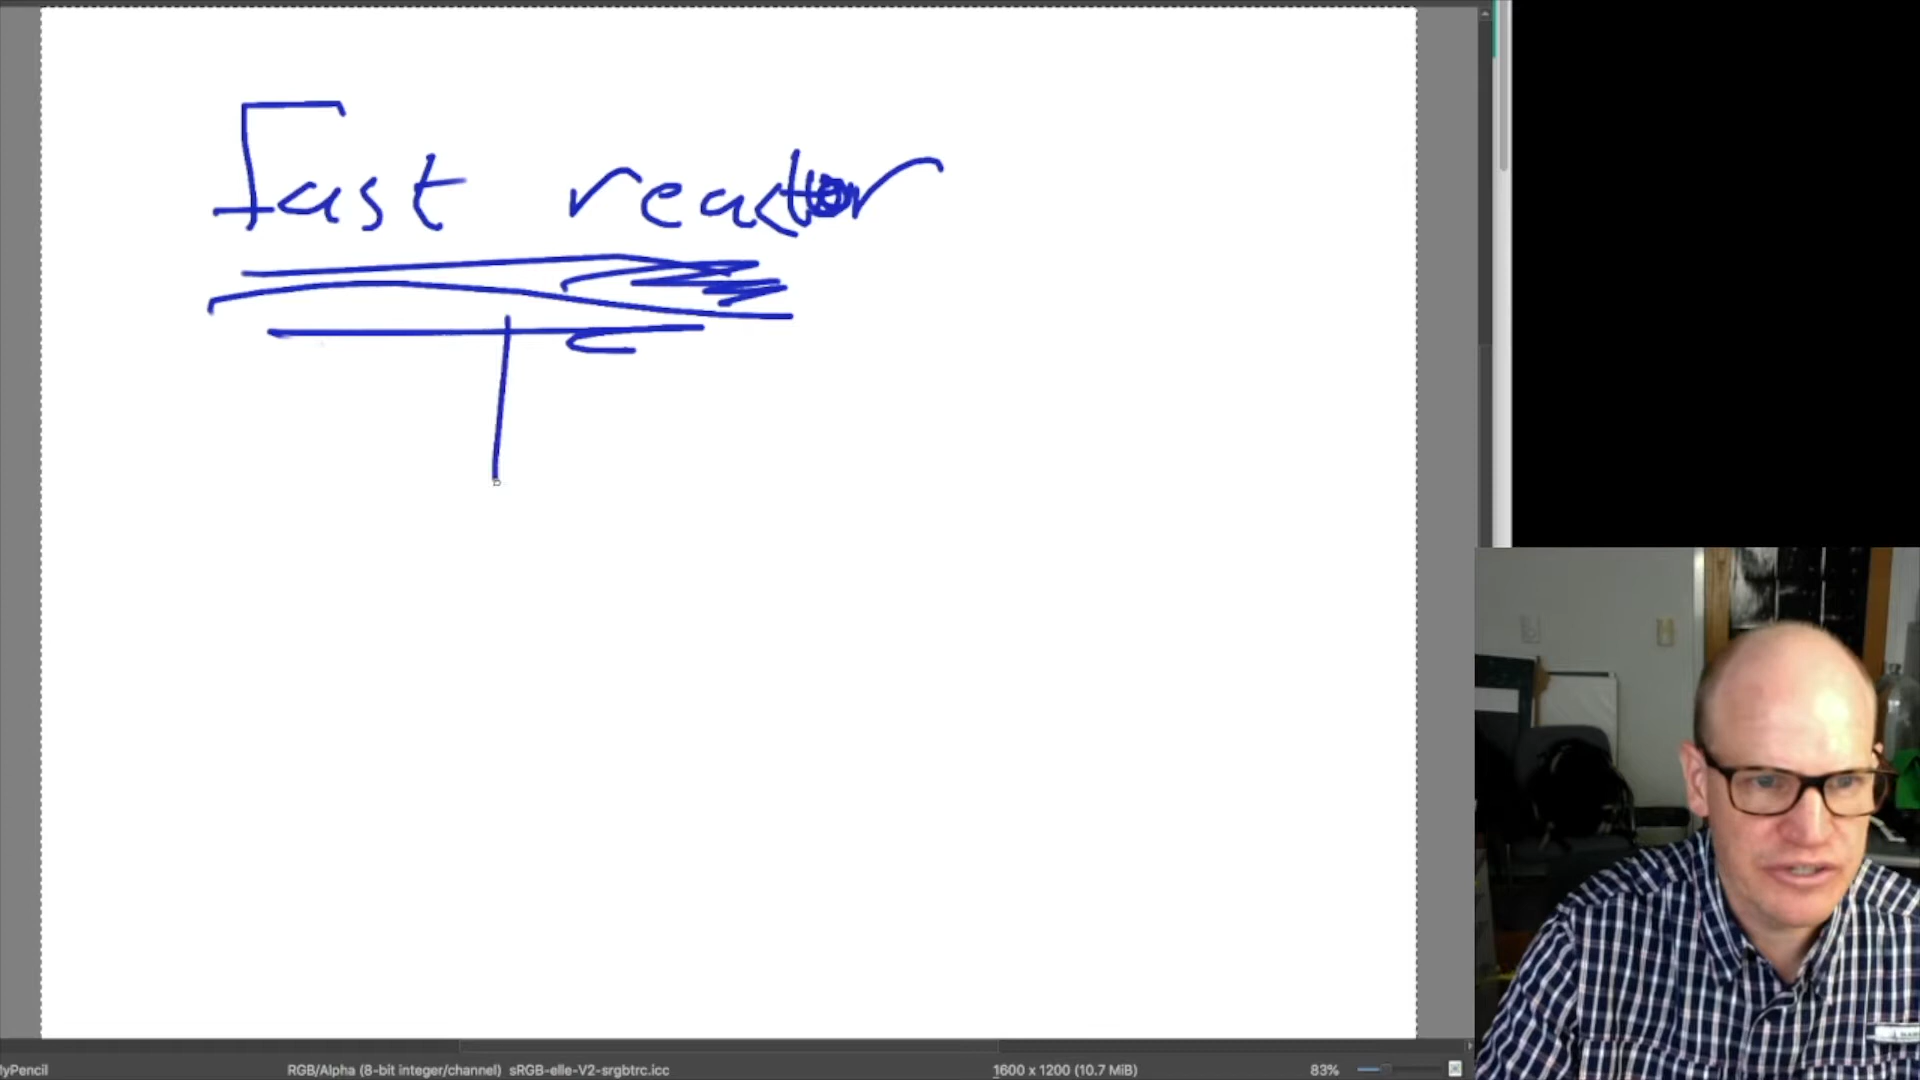 fast reactor
MyPencil RGB/Alpha (8-bit integer/channel) sRGB-elle-V2-srgbtrc.icc 1600 x 1200 (10.7 MiB) 83%